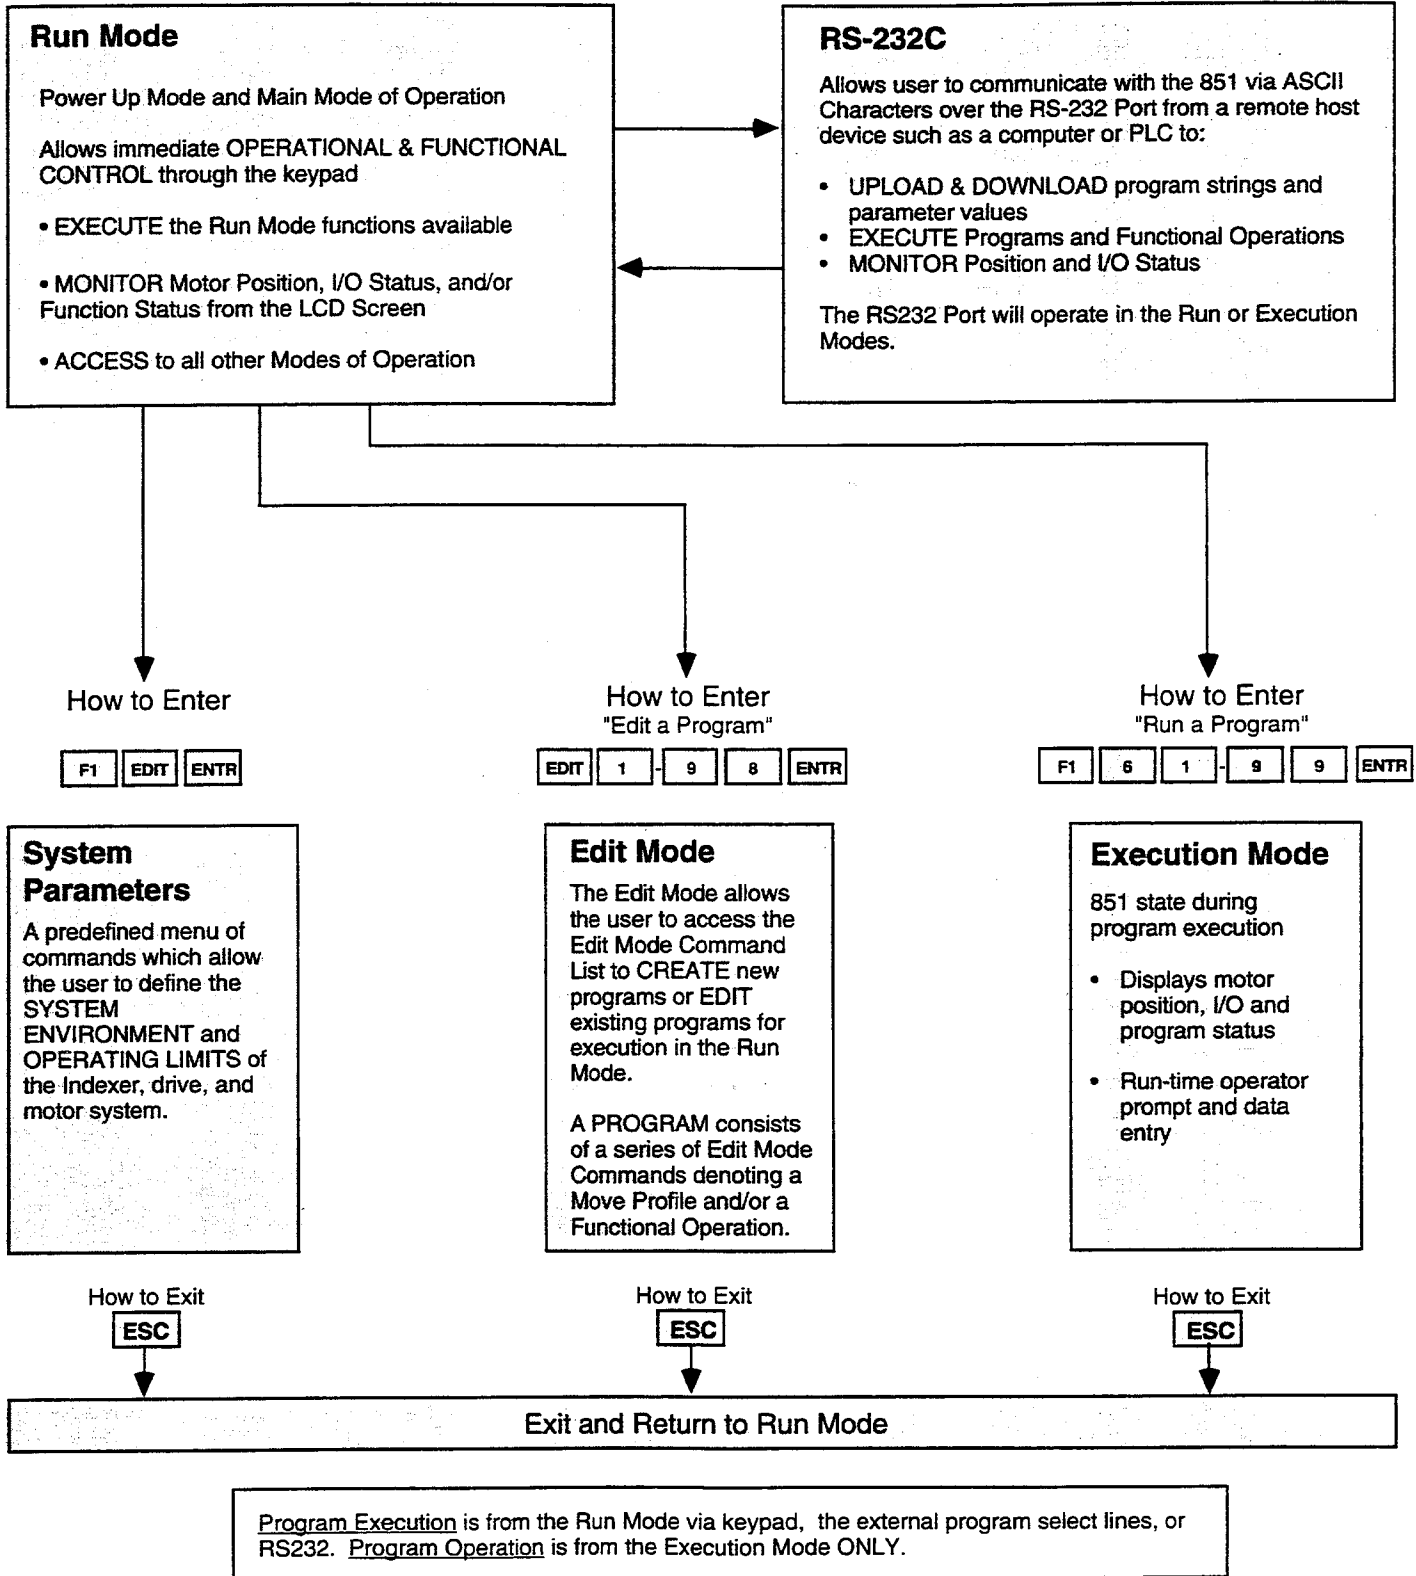 Run Mode
Power Up Mode and Main Mode of Operation
Allows immediate OPERATIONAL & FUNCTIONAL
CONTROL through the keypad
• EXECUTE the Run Mode functions available
• MONITOR Motor Position, I/O Status, and/or
Function Status from the LCD Screen
• ACCESS to all other Modes of Operation
RS-232C
Allows user to communicate with the 851 via ASCII
Characters over the RS-232 Port from a remote host
device such as a computer or PLC to:
• UPLOAD & DOWNLOAD program strings and
parameter values
• EXECUTE Programs and Functional Operations
• MONITOR Position and I/O Status
The RS232 Port will operate in the Run or Execution
Modes.
How to Enter
F1 EDIT ENTR
System
Parameters
A predefined menu of
commands which allow
the user to define the
SYSTEM
ENVIRONMENT and
OPERATING LIMITS of
the Indexer, drive, and
motor system.
How to Exit
ESC
How to Enter
"Edit a Program"
EDIT 1 - 9 8 ENTR
Edit Mode
The Edit Mode allows
the user to access the
Edit Mode Command
List to CREATE new
programs or EDIT
existing programs for
execution in the Run
Mode.
A PROGRAM consists
of a series of Edit Mode
Commands denoting a
Move Profile and/or a
Functional Operation.
How to Exit
ESC
How to Enter
"Run a Program"
F1 6 1 - 9 9 ENTR
Execution Mode
851 state during
program execution
• Displays motor
position, I/O and
program status
• Run-time operator
prompt and data
entry
How to Exit
ESC
Exit and Return to Run Mode
Program Execution is from the Run Mode via keypad, the external program select lines, or
RS232. Program Operation is from the Execution Mode ONLY.